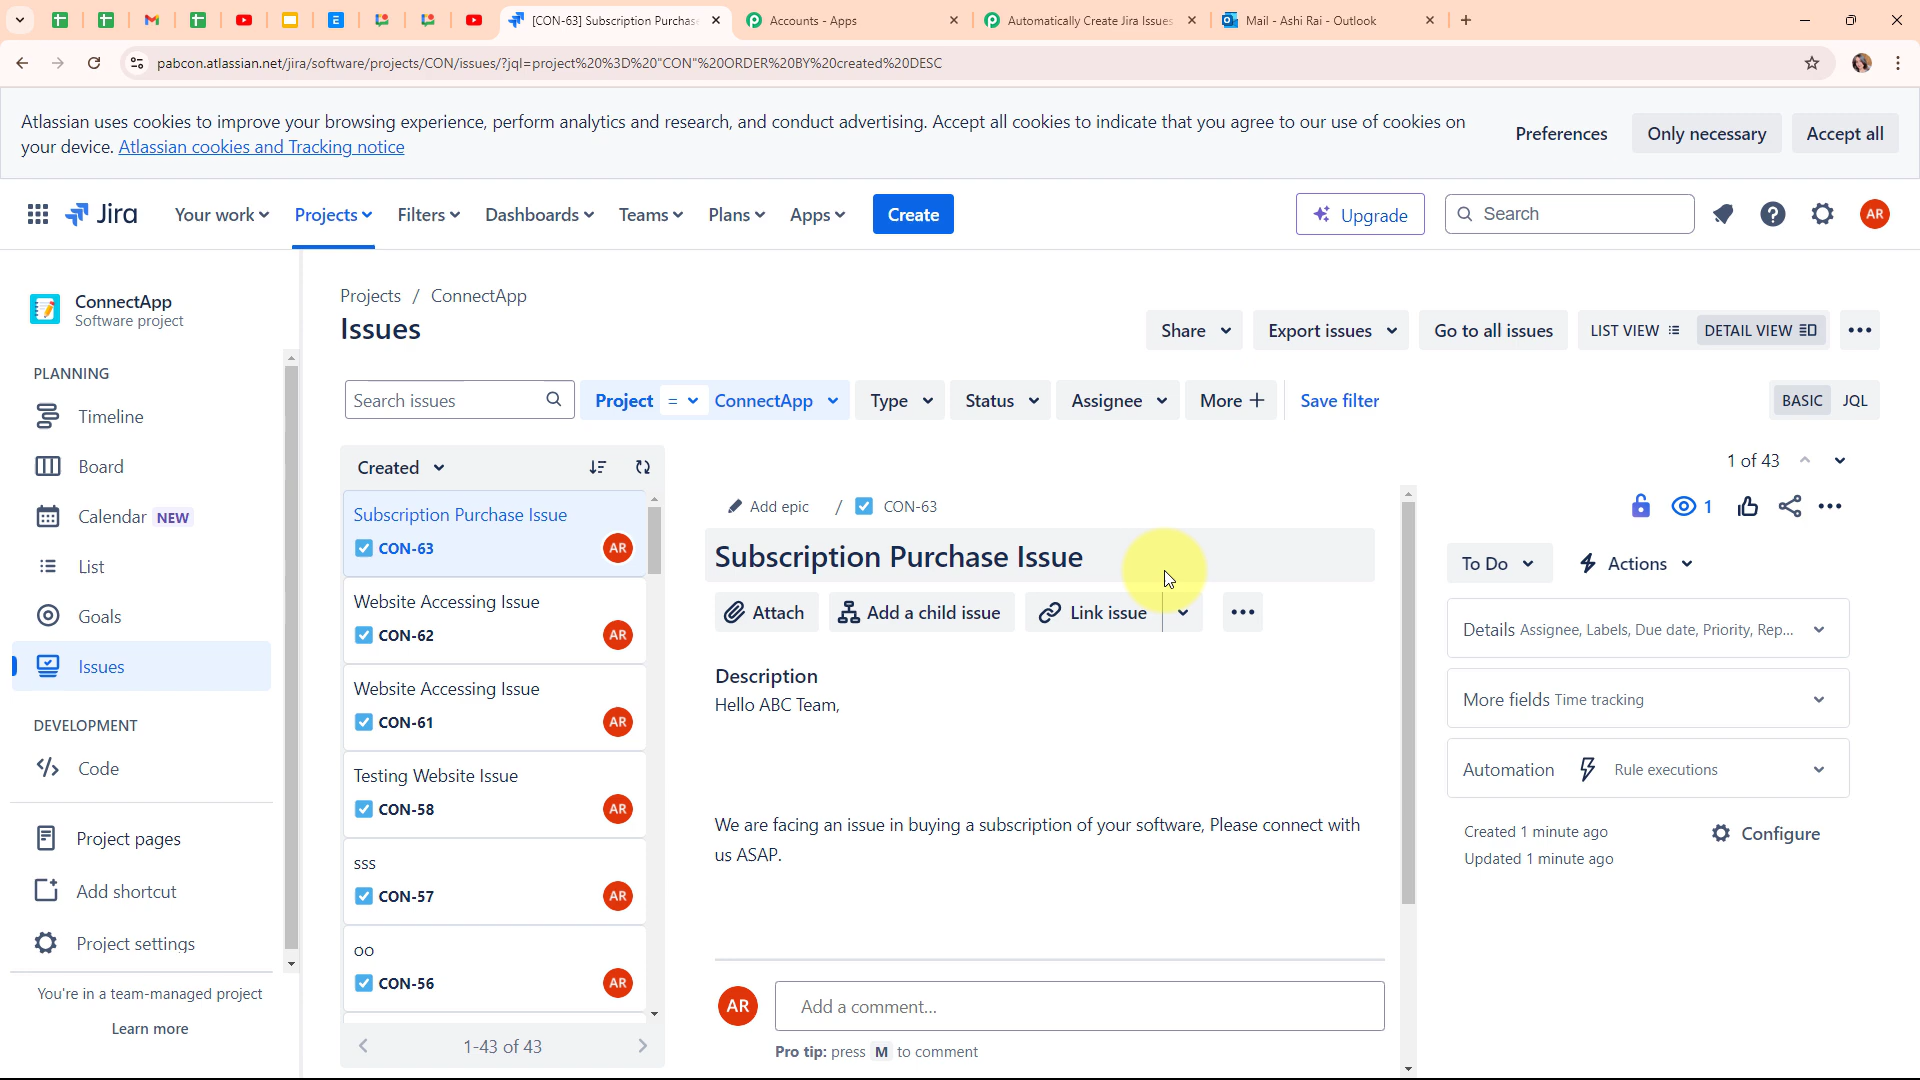 [CON-63] Subscription Purchas
Accounts - Apps
Automatically Create Jira Issues
Mail - Ashi Rai - Outlook
pabcon.atlassian.net/jira/software/projects/CON/issues/?jql=project%20%3D%20"CON"%20ORDER%20BY%20created%20DESC
Atlassian uses cookies to improve your browsing experience, perform analytics and research, and conduct advertising. Accept all cookies to indicate that you agree to our use of cookies on
your device. Atlassian cookies and Tracking notice
Preferences
Only necessary
Accept all
Jira
Your work
Projects
Filters
Dashboards
Teams
Plans
Apps
Create
Upgrade
Search
AR
ConnectApp
Software project
PLANNING
Timeline
Board
Calendar NEW
List
Goals
Issues
DEVELOPMENT
Code
Project pages
Add shortcut
Project settings
You're in a team-managed project
Learn more
Projects / ConnectApp
Issues
Share
Export issues
Go to all issues
LIST VIEW
DETAIL VIEW
Search issues
Project = ConnectApp
Type
Status
Assignee
More
Save filter
BASIC
JQL
Created
Subscription Purchase Issue
CON-63
AR
Website Accessing Issue
CON-62
AR
Website Accessing Issue
CON-61
AR
Testing Website Issue
CON-58
AR
sss
CON-57
AR
oo
CON-56
AR
1-43 of 43
1 of 43
Add epic / CON-63
1
Subscription Purchase Issue
Attach
Add a child issue
Link issue
Description
Hello ABC Team,
We are facing an issue in buying a subscription of your software, Please connect with
us ASAP.
AR
Add a comment...
Pro tip: press M to comment
To Do
Actions
Details Assignee, Labels, Due date, Priority, Rep...
More fields Time tracking
Automation Rule executions
Created 1 minute ago
Updated 1 minute ago
Configure